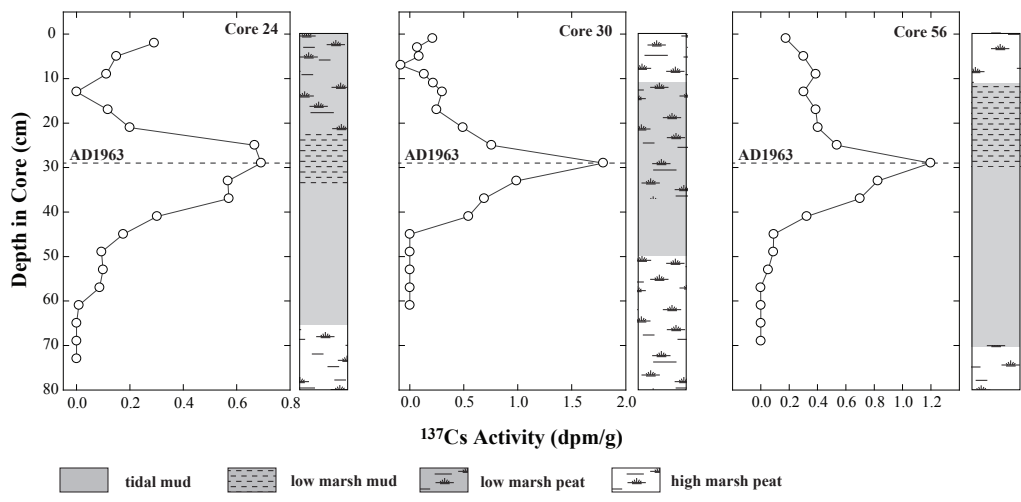 Core 24
Core 30
Core 56
0
10
20
30
40
50
60
70
80
Depth in Core (cm)
AD1963
AD1963
AD1963
0.0 0.2 0.4 0.6 0.8
0.0 0.5 1.0 1.5 2.0
0.0 0.2 0.4 0.6 0.8 1.0 1.2
137Cs Activity (dpm/g)
tidal mud
low marsh mud
low marsh peat
high marsh peat